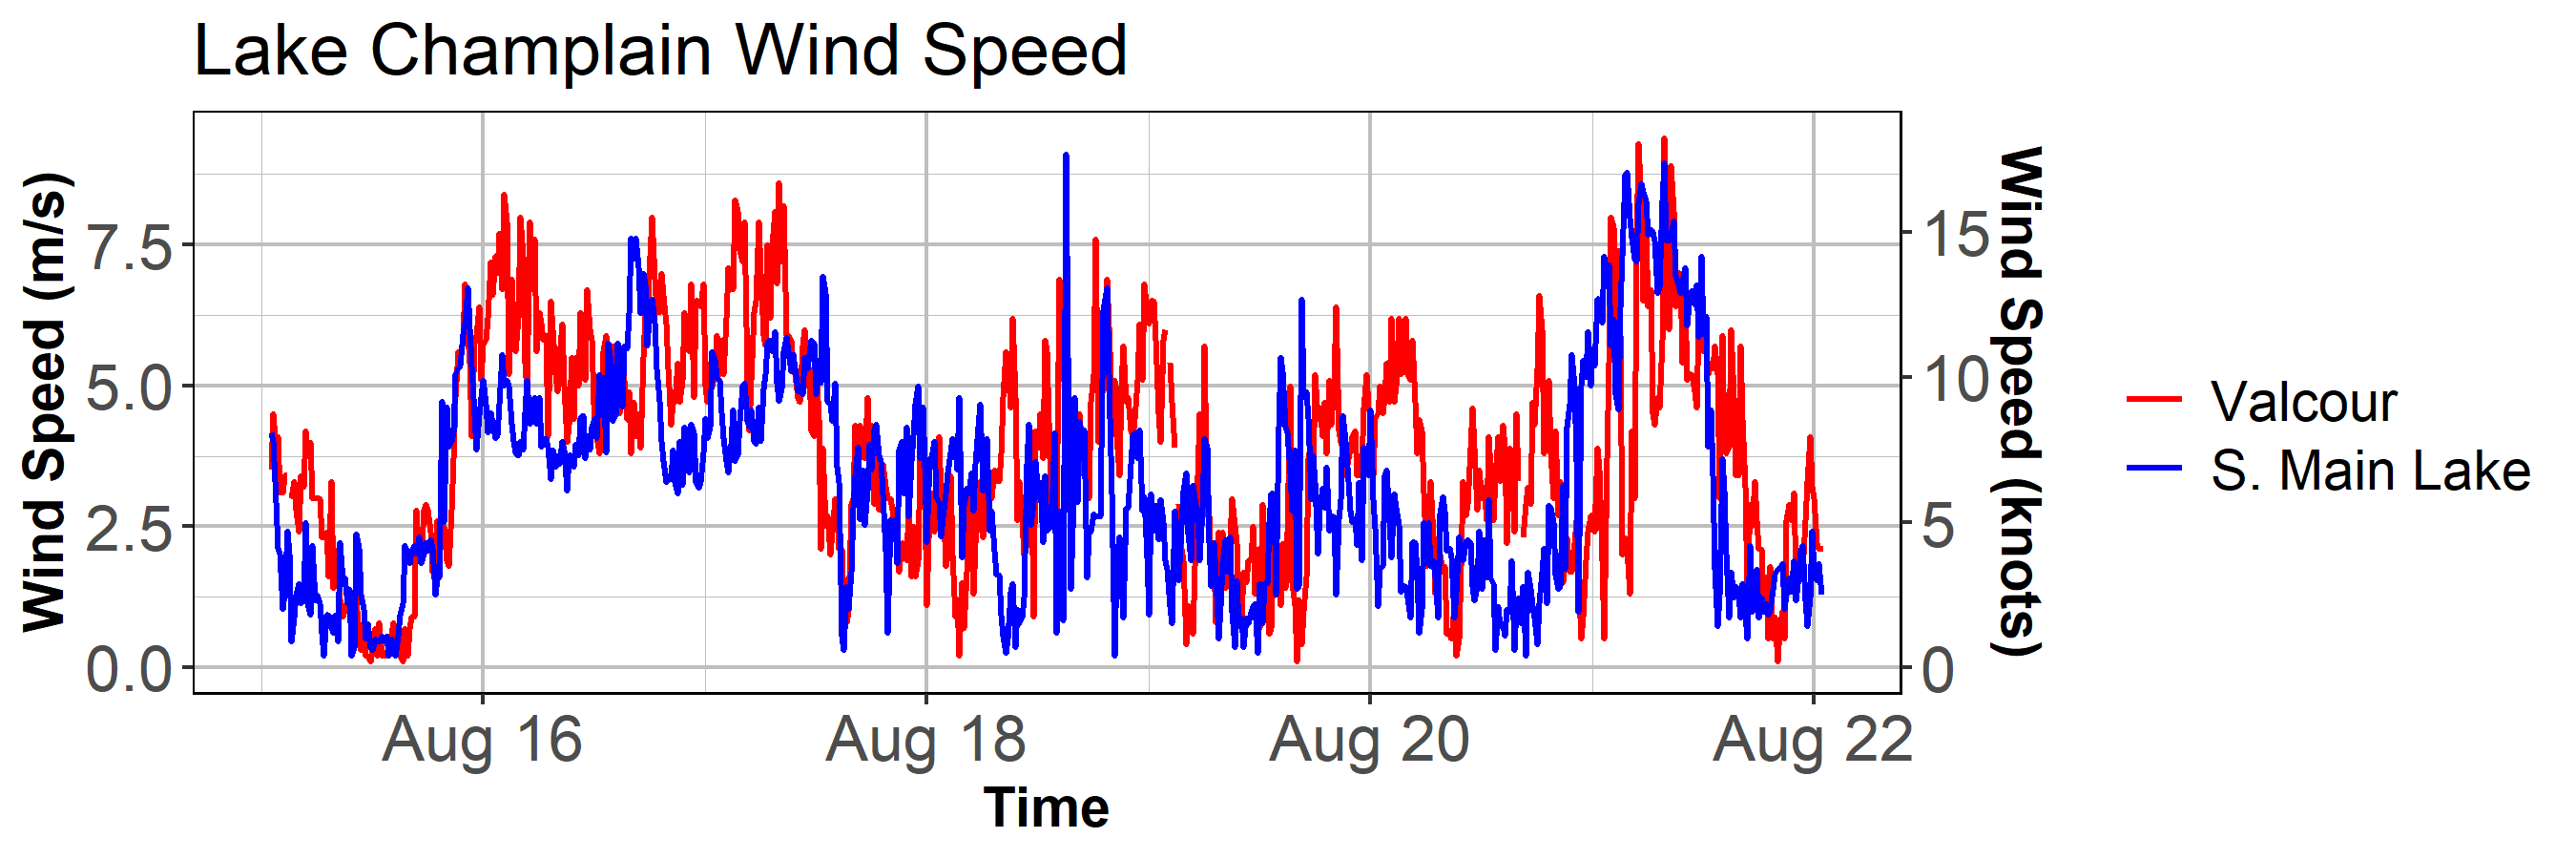 Lake Champlain Wind Speed
Wind Speed (m/s)
7.5
5.0
2.5
0.0
15
10
5
0
Wind Speed (knots)
Aug 16
Aug 18
Aug 20
Aug 22
Time
Valcour
S. Main Lake